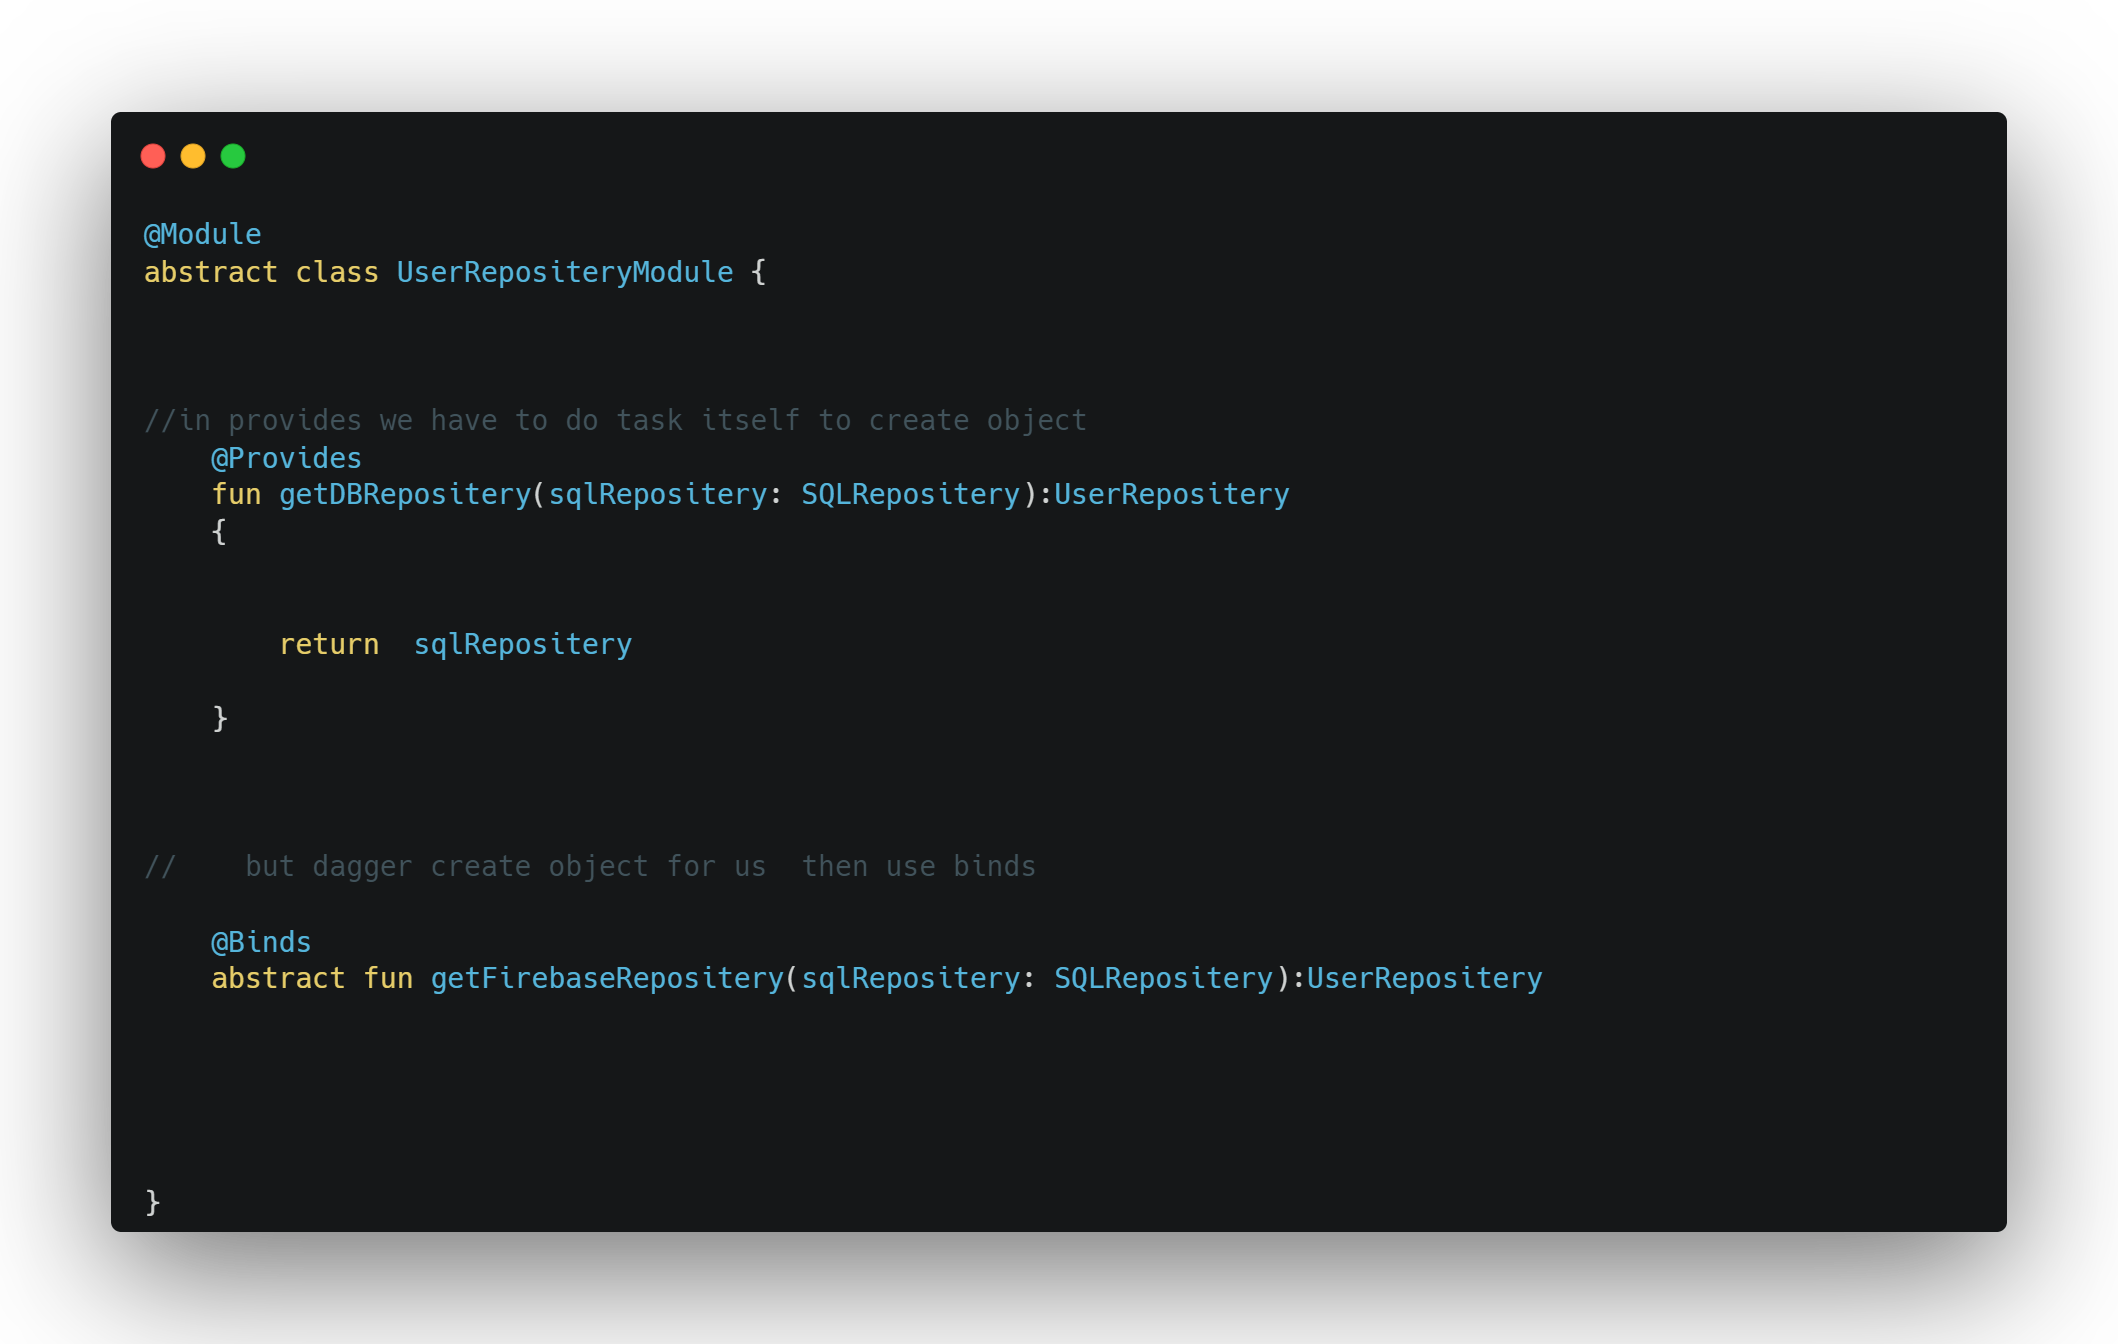 @Module
abstract class UserRepositeryModule {
//in provides we have to do task itself to create object
    @Provides
    fun getDBRepositery(sqlRepositery: SQLRepositery):UserRepositery
    {
        return  sqlRepositery
    }
//    but dagger create object for us  then use binds
    @Binds
    abstract fun getFirebaseRepositery(sqlRepositery: SQLRepositery):UserRepositery
}